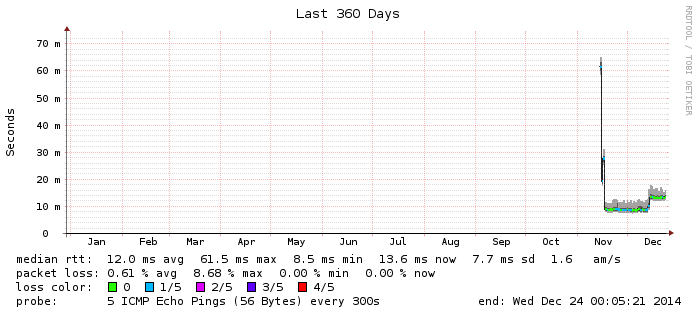 Last 360 Days
RRDTOOL / TOBI OETIKER
Seconds
70 m
60 m
50 m
40 m
30 m
20 m
10 m
0
Jan Feb Mar Apr May Jun Jul Aug Sep Oct Nov Dec
median rtt: 12.0 ms avg 61.5 ms max 8.5 ms min 13.6 ms now 7.7 ms sd 1.6 am/s
packet loss: 0.61 % avg 8.68 % max 0.00 % min 0.00 % now
loss color: 0 1/5 2/5 3/5 4/5
probe: 5 ICMP Echo Pings (56 Bytes) every 300s end: Wed Dec 24 00:05:21 2014